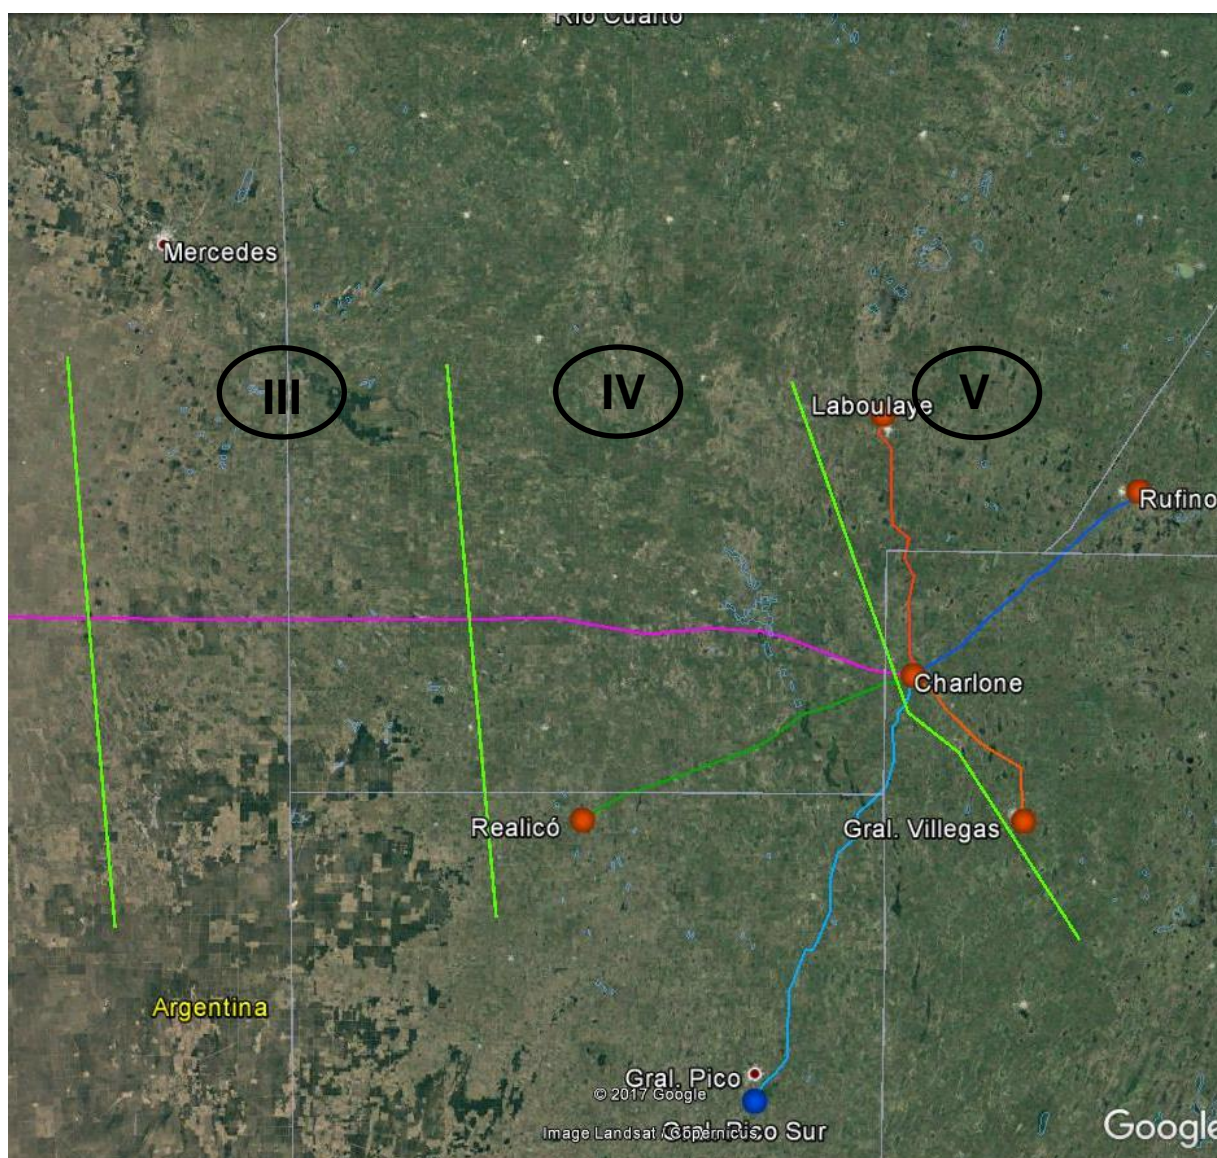 Río Cuarto
Mercedes
III
IV
V
Laboulaye
Rufino
Charlone
Realicó
Gral. Villegas
Argentina
Gral. Pico
© 2017 Google
Image Landsat / Copernicus
Gral. Pico Sur
Google